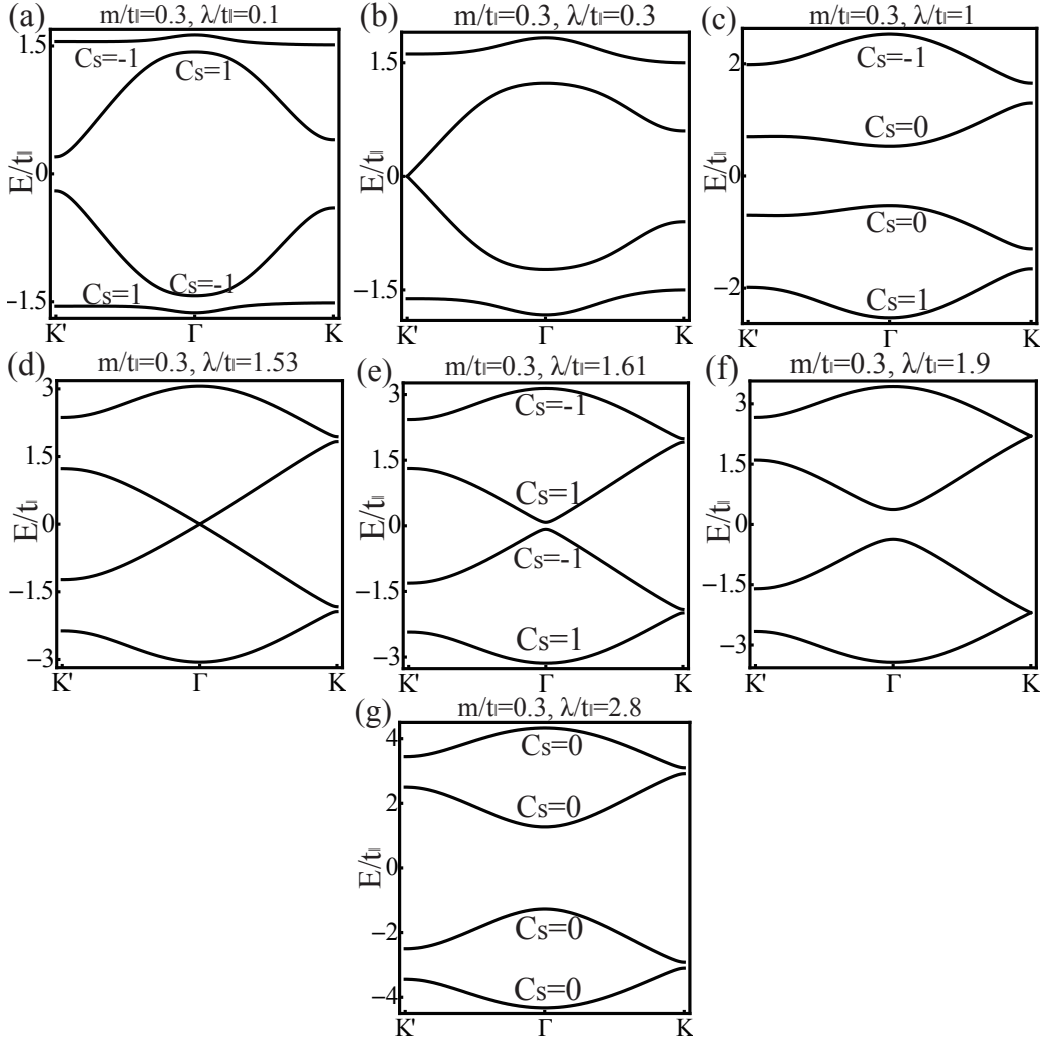 (a) m/t∥=0.3, λ/t∥=0.1
1.5
Cs=-1
Cs=1
E/t∥
0
Cs=1
Cs=-1
−1.5
K' Γ K
(b) m/t∥=0.3, λ/t∥=0.3
1.5
E/t∥
0
−1.5
K' Γ K
(c) m/t∥=0.3, λ/t∥=1
2
Cs=-1
Cs=0
E/t∥
0
Cs=0
−2
Cs=1
K' Γ K
(d) m/t∥=0.3, λ/t∥=1.53
3
1.5
E/t∥
0
−1.5
−3
K' Γ K
(e) m/t∥=0.3, λ/t∥=1.61
3
Cs=-1
1.5
Cs=1
E/t∥
0
Cs=-1
−1.5
Cs=1
−3
K' Γ K
(f) m/t∥=0.3, λ/t∥=1.9
3
1.5
E/t∥
0
−1.5
−3
K' Γ K
(g) m/t∥=0.3, λ/t∥=2.8
4
Cs=0
2
Cs=0
E/t∥
0
−2
Cs=0
−4
Cs=0
K' Γ K